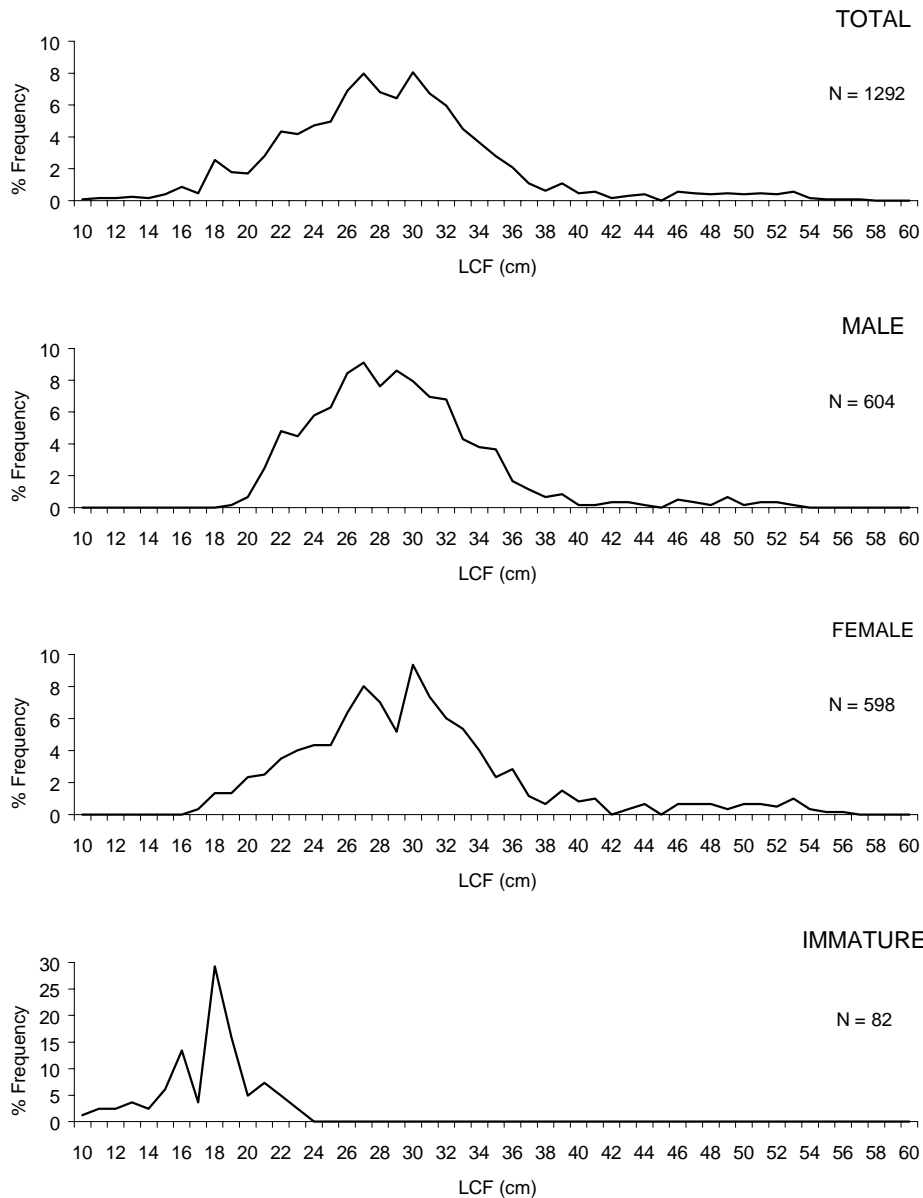 TOTAL
N = 1292
% Frequency
10
8
6
4
2
0
10 12 14 16 18 20 22 24 26 28 30 32 34 36 38 40 42 44 46 48 50 52 54 56 58 60
LCF (cm)
MALE
N = 604
% Frequency
10
8
6
4
2
0
10 12 14 16 18 20 22 24 26 28 30 32 34 36 38 40 42 44 46 48 50 52 54 56 58 60
LCF (cm)
FEMALE
N = 598
% Frequency
10
8
6
4
2
0
10 12 14 16 18 20 22 24 26 28 30 32 34 36 38 40 42 44 46 48 50 52 54 56 58 60
LCF (cm)
IMMATURE
N = 82
% Frequency
30
25
20
15
10
5
0
10 12 14 16 18 20 22 24 26 28 30 32 34 36 38 40 42 44 46 48 50 52 54 56 58 60
LCF (cm)